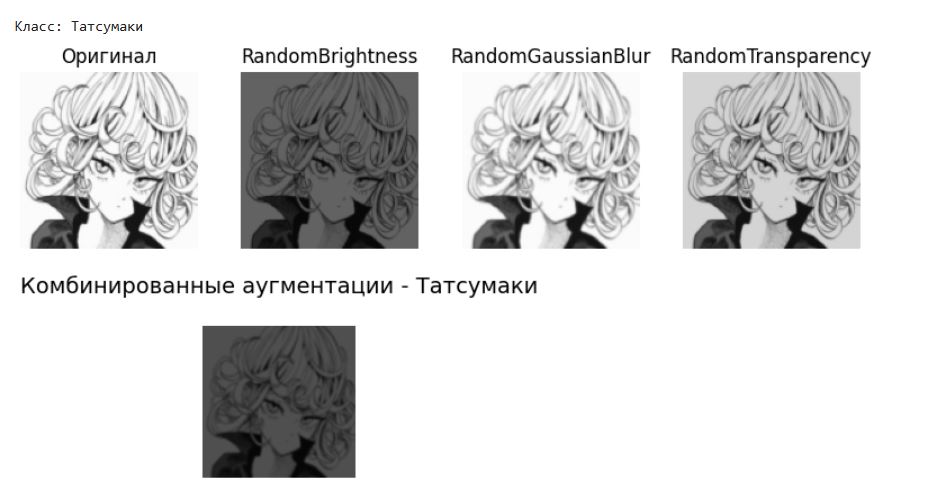 Класс: Татсумаки
Оригинал RandomBrightness RandomGaussianBlur RandomTransparency
Комбинированные аугментации - Татсумаки